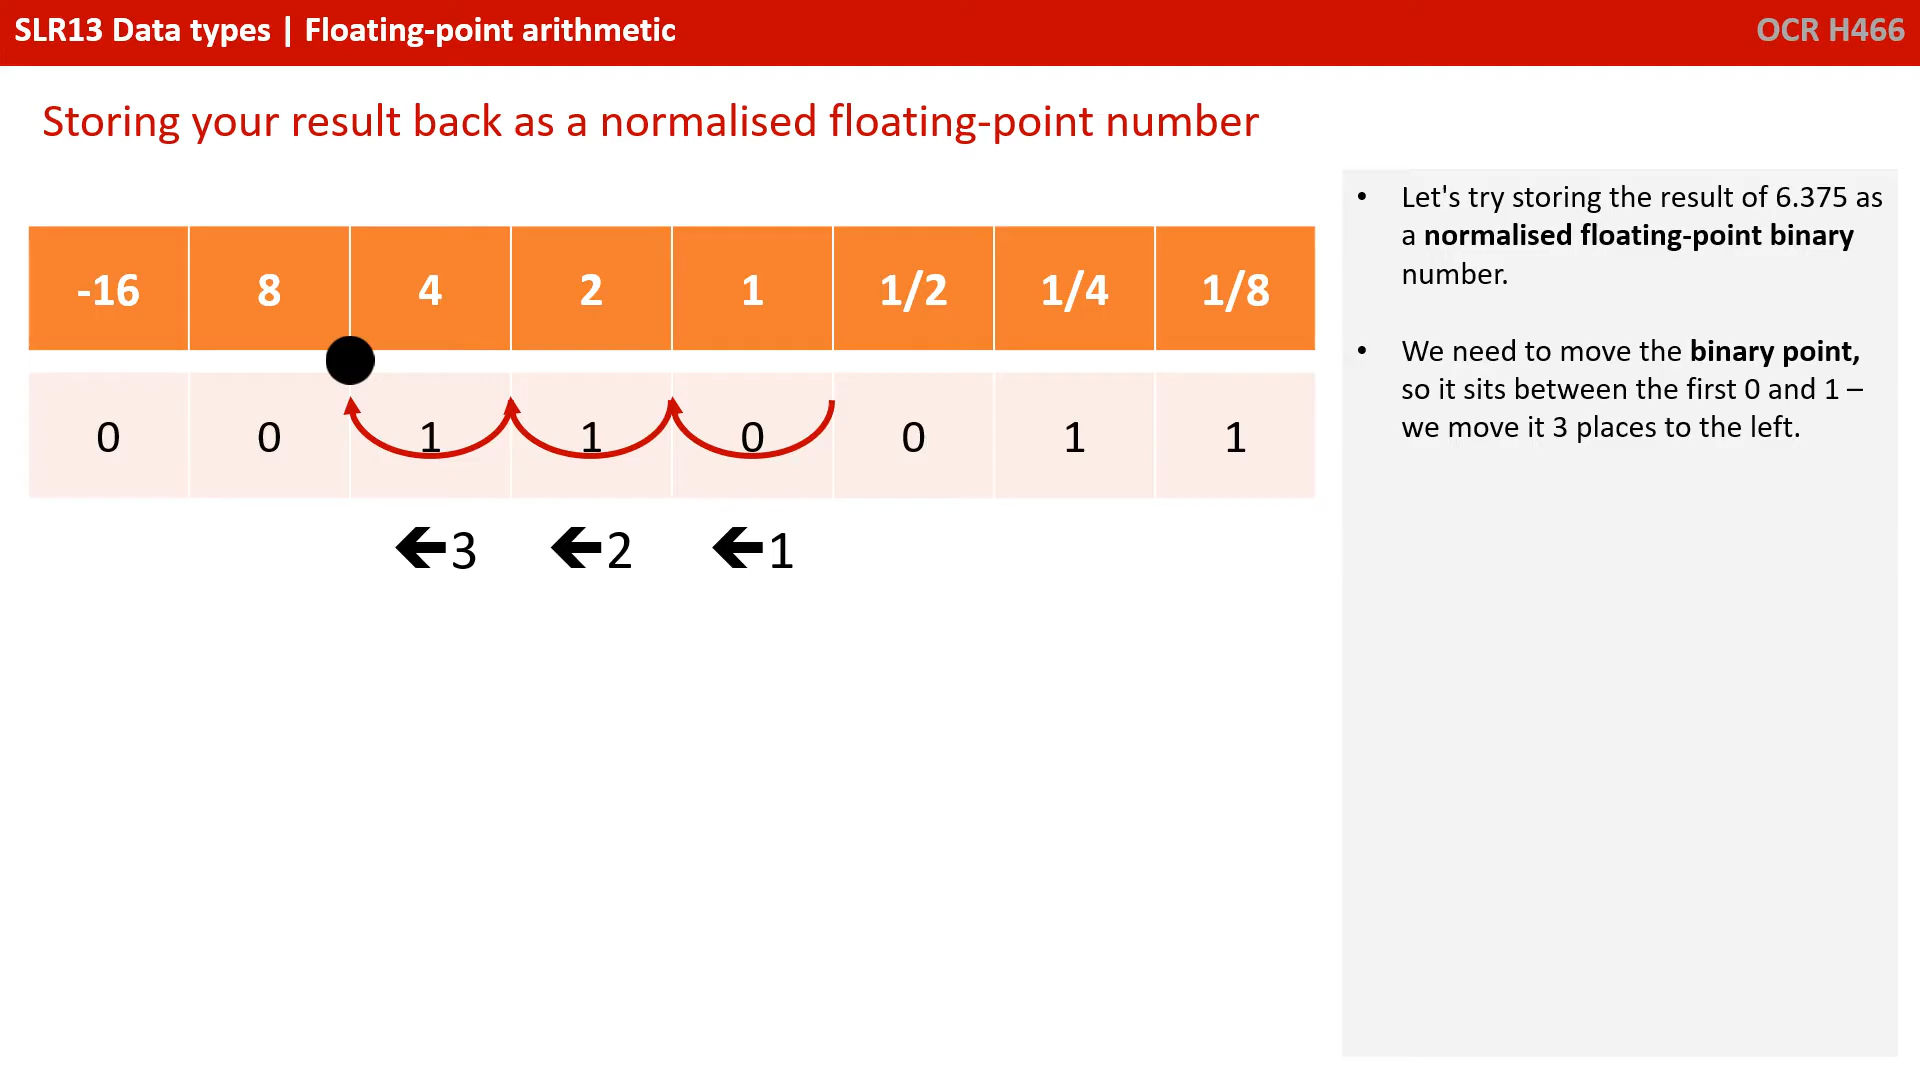 SLR13 Data types | Floating-point arithmetic
OCR H466
Storing your result back as a normalised floating-point number
-16 8 4 2 1 1/2 1/4 1/8
0 0 1 1 0 0 1 1
🡰3 🡰2 🡰1
• Let's try storing the result of 6.375 as
a normalised floating-point binary
number.
• We need to move the binary point,
so it sits between the first 0 and 1 –
we move it 3 places to the left.